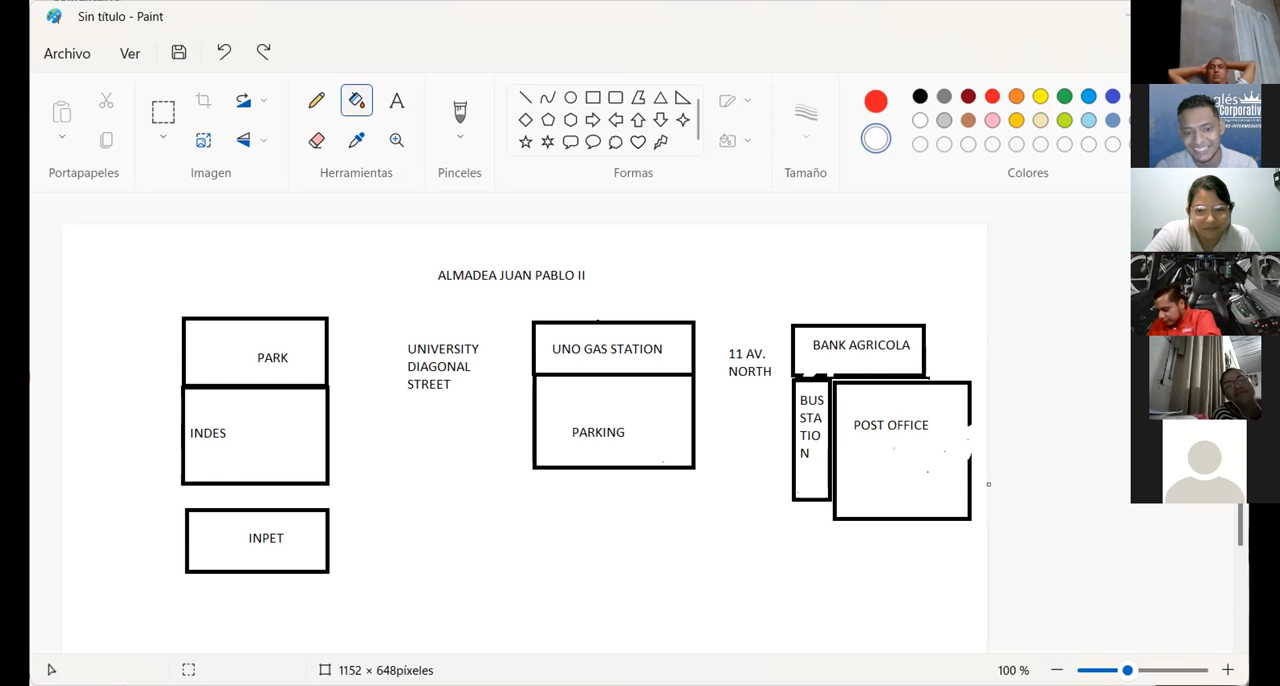 Sin título - Paint
Archivo
Ver
Portapapeles
Imagen
Herramientas
Pinceles
Formas
Tamaño
Colores
ALMADEA JUAN PABLO II
PARK
INDES
INPET
UNIVERSITY
DIAGONAL
STREET
UNO GAS STATION
PARKING
11 AV.
NORTH
BANK AGRICOLA
BUS
STA
TIO
N
POST OFFICE
1152 × 648píxeles
100 %